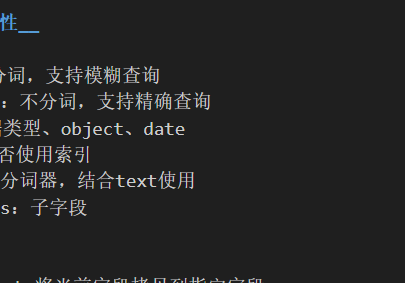 性__
分词，支持模糊查询
：不分词，支持精确查询
类型、object、date
否使用索引
分词器，结合text使用
s：子字段
：将当前字段拷贝到指定字段